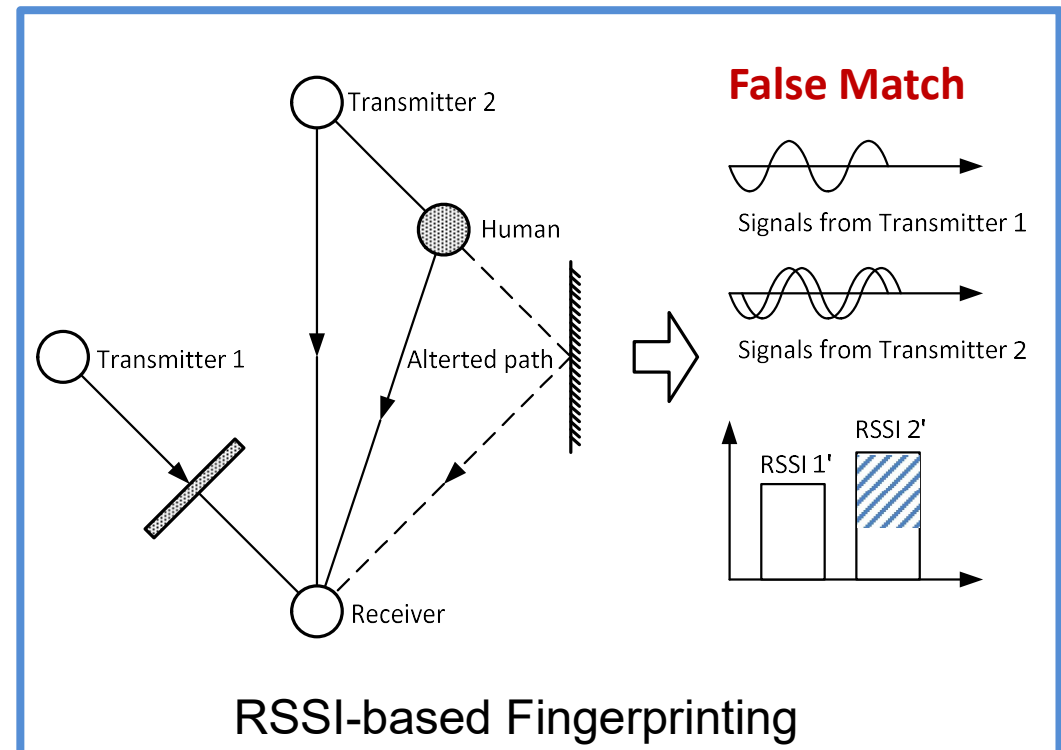 False Match
Transmitter 2
Signals from Transmitter 1
Human
Transmitter 1
Alterted path
Signals from Transmitter 2
RSSI 1'
RSSI 2'
Receiver
RSSI-based Fingerprinting